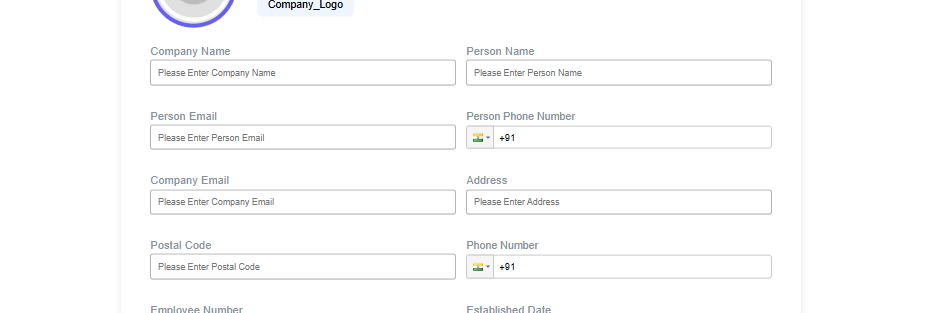 Company_Logo
Company Name Person Name
Please Enter Company Name Please Enter Person Name
Person Email Person Phone Number
Please Enter Person Email +91
Company Email Address
Please Enter Company Email Please Enter Address
Postal Code Phone Number
Please Enter Postal Code +91
Employee Number Established Date